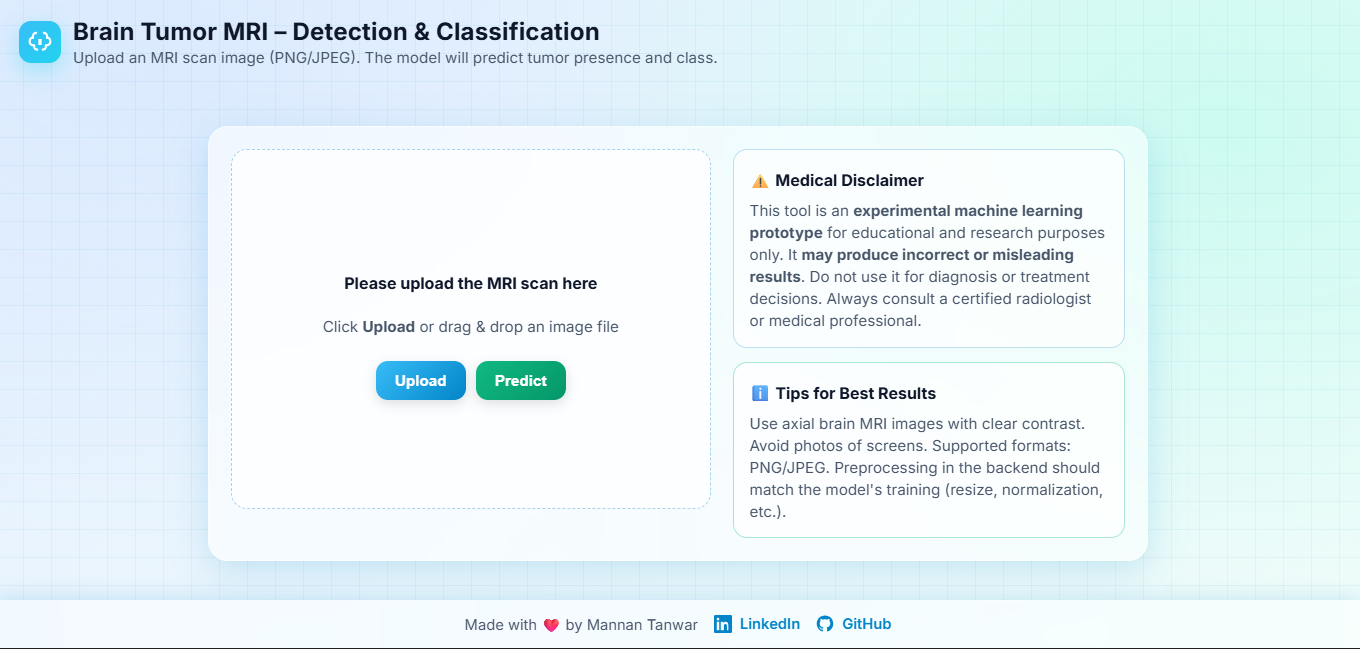 Brain Tumor MRI – Detection & Classification
Upload an MRI scan image (PNG/JPEG). The model will predict tumor presence and class.
Please upload the MRI scan here
Click Upload or drag & drop an image file
Upload Predict
Medical Disclaimer
This tool is an experimental machine learning
prototype for educational and research purposes
only. It may produce incorrect or misleading
results. Do not use it for diagnosis or treatment
decisions. Always consult a certified radiologist
or medical professional.
Tips for Best Results
Use axial brain MRI images with clear contrast.
Avoid photos of screens. Supported formats:
PNG/JPEG. Preprocessing in the backend should
match the model's training (resize, normalization,
etc.).
Made with ❤️ by Mannan Tanwar LinkedIn GitHub